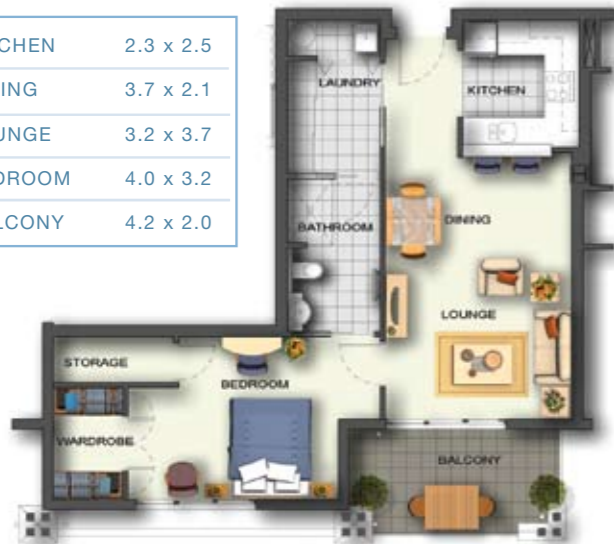 CHEN 2.3 x 2.5
ING 3.7 x 2.1
UNGE 3.2 x 3.7
DROOM 4.0 x 3.2
LCONY 4.2 x 2.0
LAUNDRY
KITCHEN
BATHROOM
DINING
LOUNGE
STORAGE
BEDROOM
WARDROBE
BALCONY